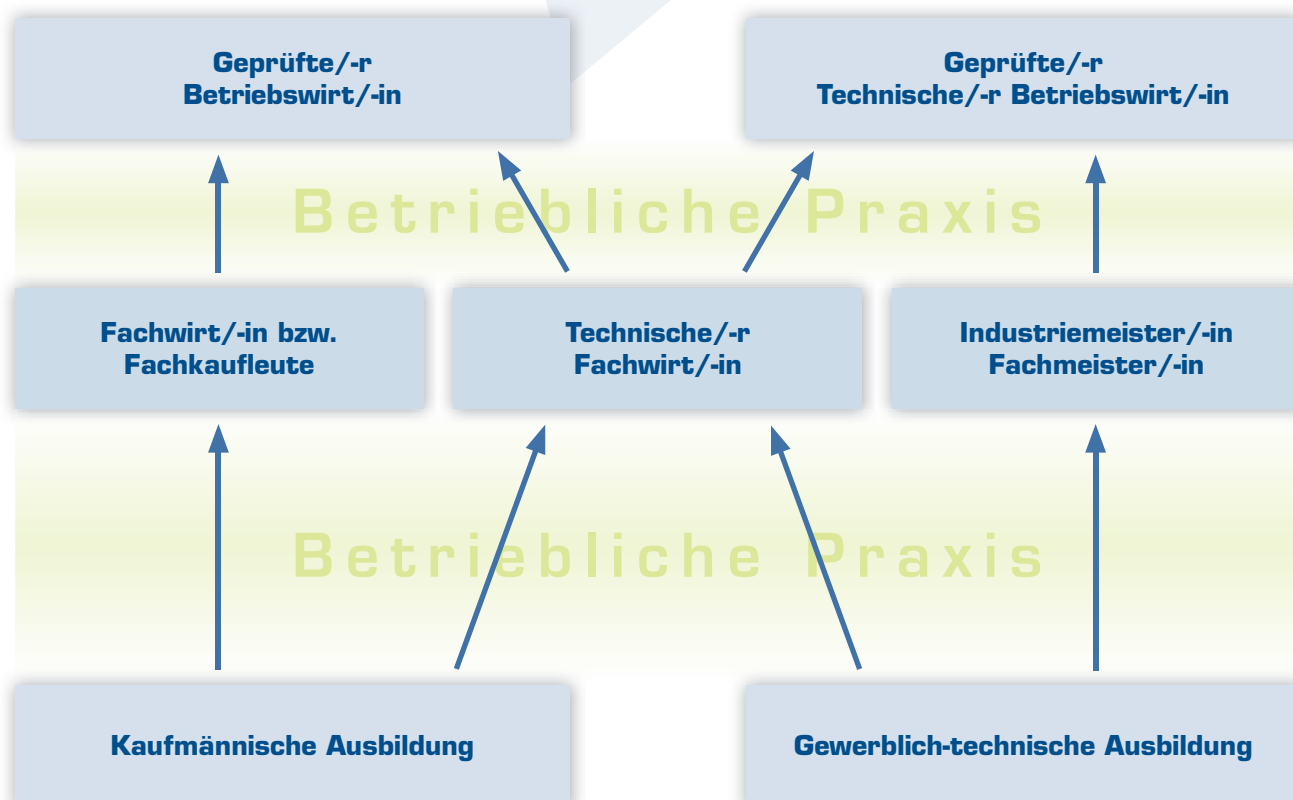 Geprüfte/-r
Betriebswirt/-in
Geprüfte/-r
Technische/-r Betriebswirt/-in
Betriebliche Praxis
Fachwirt/-in bzw.
Fachkaufleute
Technische/-r
Fachwirt/-in
Industriemeister/-in
Fachmeister/-in
Betriebliche Praxis
Kaufmännische Ausbildung
Gewerblich-technische Ausbildung